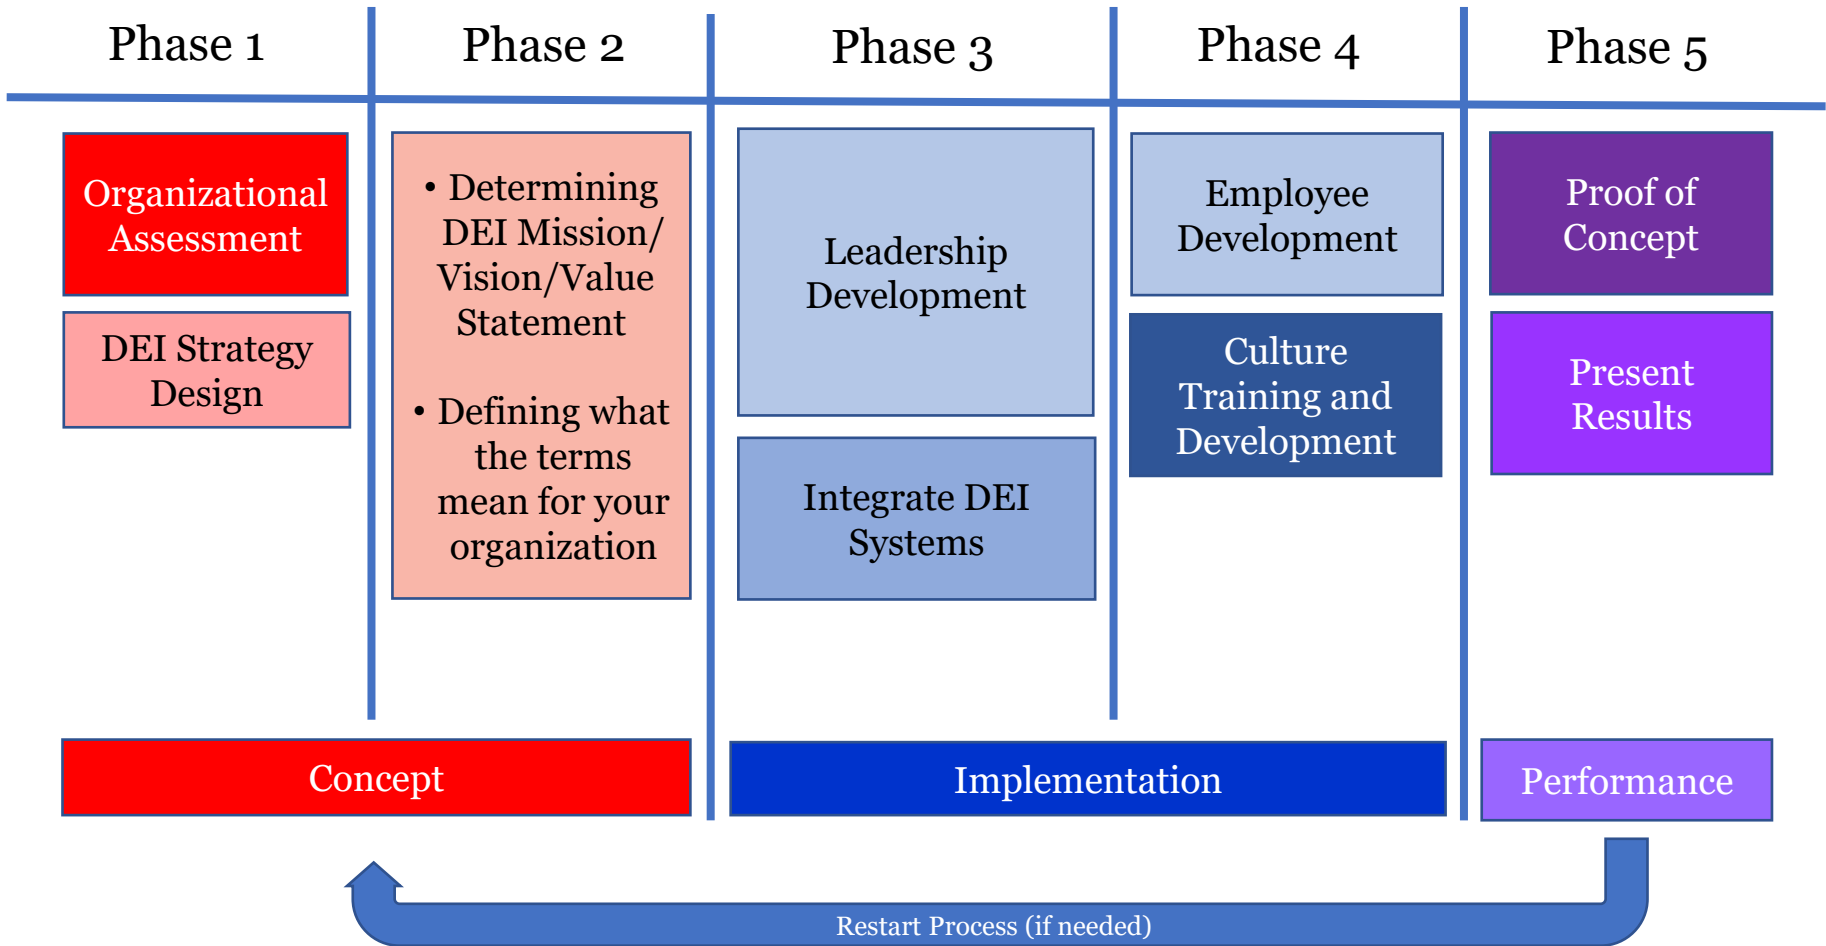 Phase 1
Phase 2
Phase 3
Phase 4
Phase 5
Organizational
Assessment
DEI Strategy
Design
• Determining
DEI Mission/
Vision/Value
Statement
• Defining what
the terms
mean for your
organization
Leadership
Development
Integrate DEI
Systems
Employee
Development
Culture
Training and
Development
Proof of
Concept
Present
Results
Concept
Implementation
Performance
Restart Process (if needed)